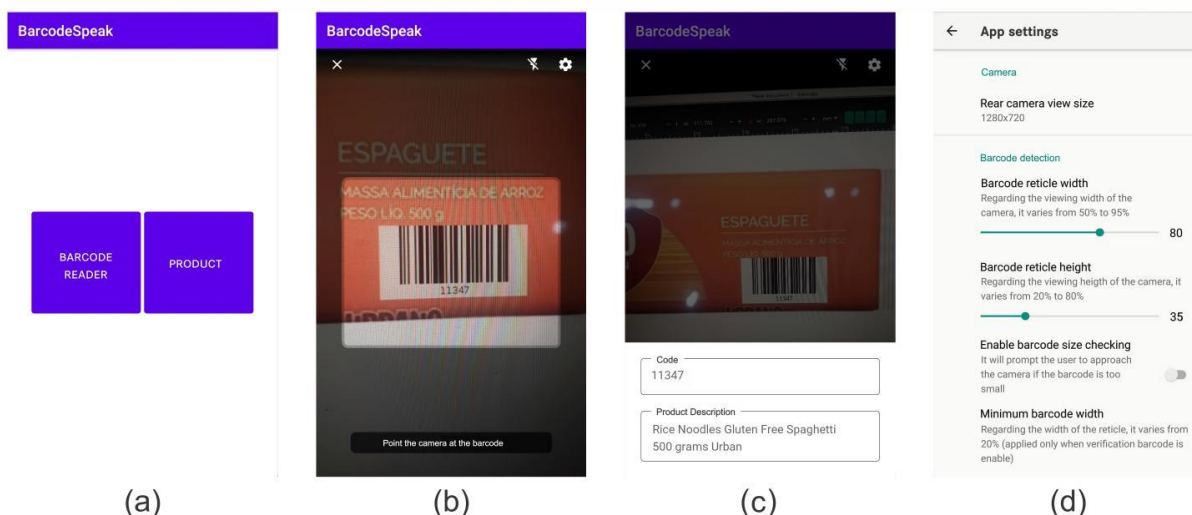 BarcodeSpeak
BARCODE
READER
PRODUCT
(a)
BarcodeSpeak
ESPAGUETE
MASSA ALIMENTÍCIA DE ARROZ
PESO LÍQ. 500 g
11347
URBANO
Point the camera at the barcode
(b)
BarcodeSpeak
ESPAGUETE
MASSA ALIMENTÍCIA DE ARROZ
11347
Code
11347
Product Description
Rice Noodles Gluten Free Spaghetti
500 grams Urban
(c)
App settings
Camera
Rear camera view size
1280x720
Barcode detection
Barcode reticle width
Regarding the viewing width of the
camera, it varies from 50% to 95%
80
Barcode reticle height
Regarding the viewing heigth of the camera, it
varies from 20% to 80%
35
Enable barcode size checking
It will prompt the user to approach
the camera if the barcode is too
small
Minimum barcode width
Regarding the width of the reticle, it varies from
20% (applied only when verification barcode is
enable)
(d)